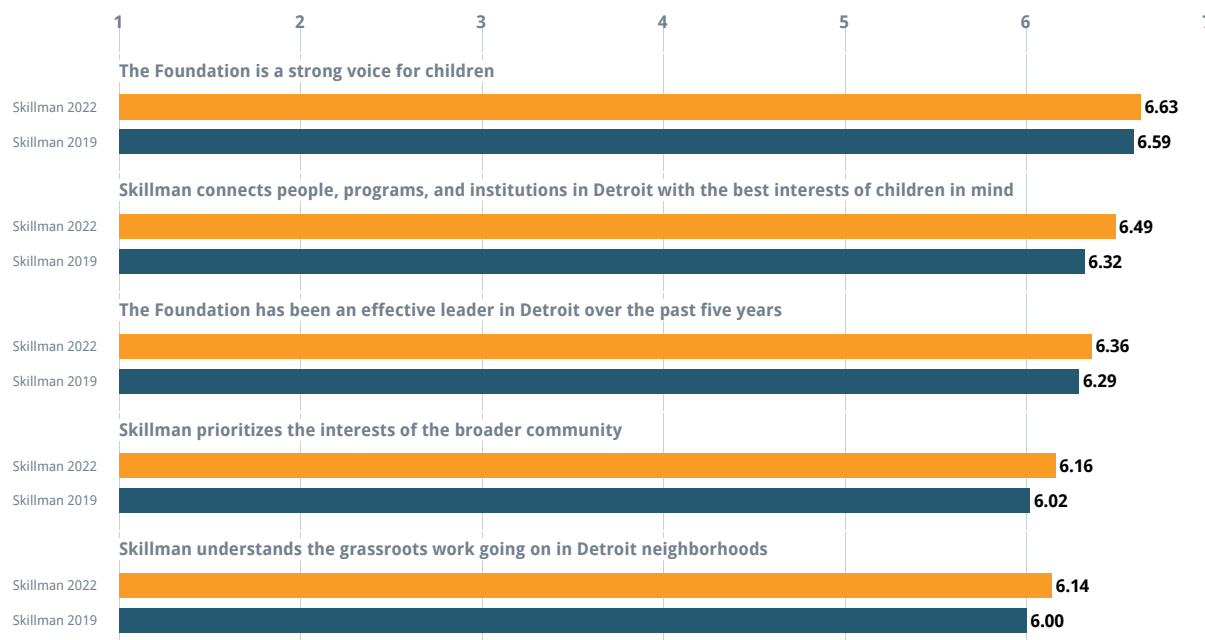 1 2 3 4 5 6 7
The Foundation is a strong voice for children
Skillman 2022 6.63
Skillman 2019 6.59
Skillman connects people, programs, and institutions in Detroit with the best interests of children in mind
Skillman 2022 6.49
Skillman 2019 6.32
The Foundation has been an effective leader in Detroit over the past five years
Skillman 2022 6.36
Skillman 2019 6.29
Skillman prioritizes the interests of the broader community
Skillman 2022 6.16
Skillman 2019 6.02
Skillman understands the grassroots work going on in Detroit neighborhoods
Skillman 2022 6.14
Skillman 2019 6.00